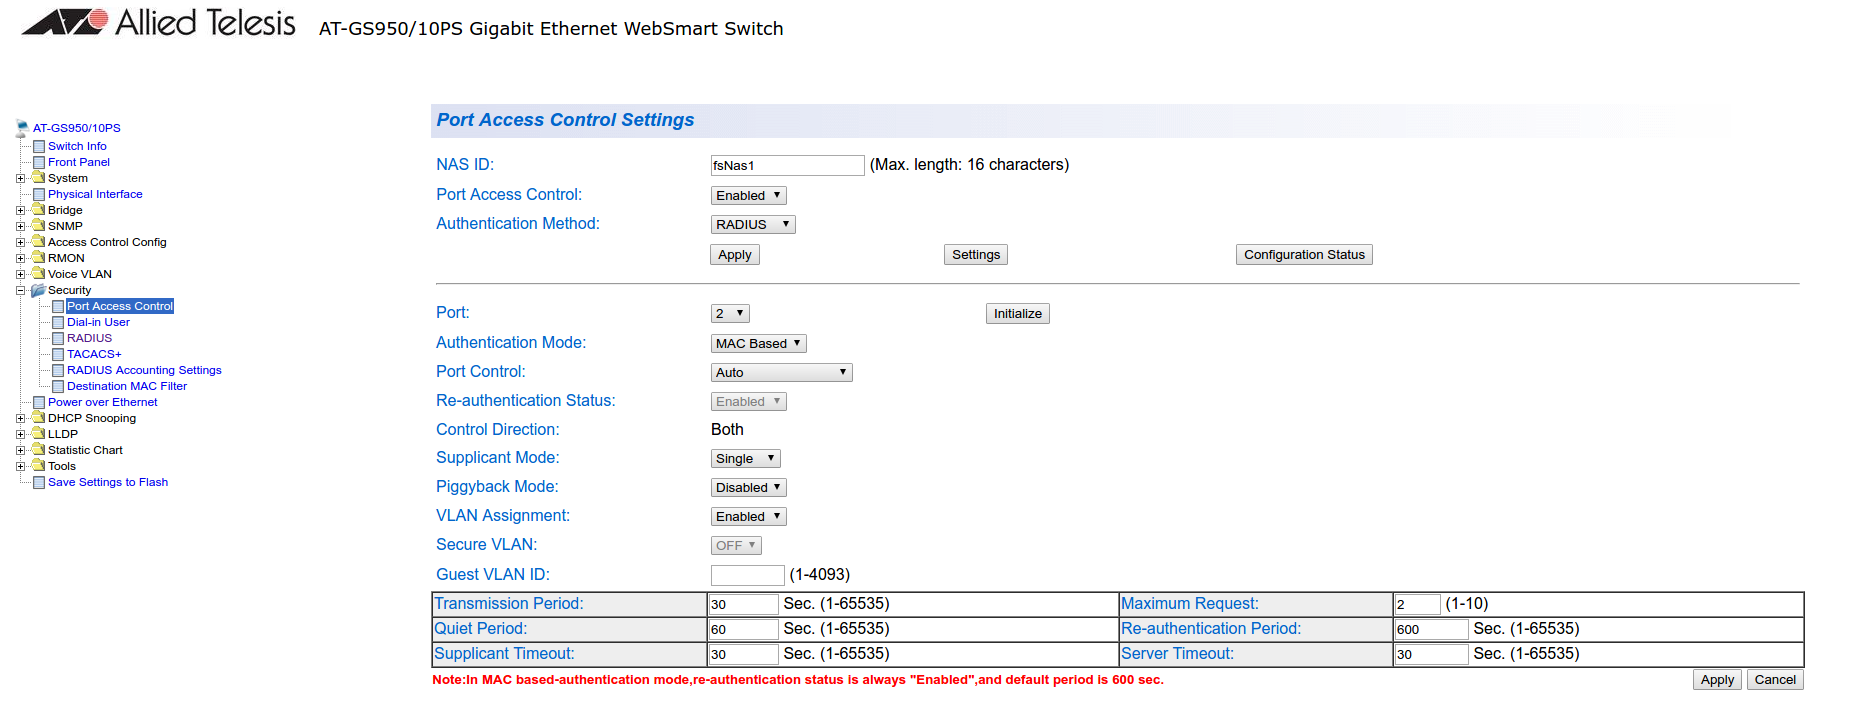 Allied Telesis AT-GS950/10PS Gigabit Ethernet WebSmart Switch
AT-GS950/10PS
Switch Info
Front Panel
System
Physical Interface
Bridge
SNMP
Access Control Config
RMON
Voice VLAN
Security
Port Access Control
Dial-in User
RADIUS
TACACS+
RADIUS Accounting Settings
Destination MAC Filter
Power over Ethernet
DHCP Snooping
LLDP
Statistic Chart
Tools
Save Settings to Flash
Port Access Control Settings
NAS ID: fsNas1 (Max. length: 16 characters)
Port Access Control: Enabled
Authentication Method: RADIUS
Apply Settings Configuration Status
Port: 2 Initialize
Authentication Mode: MAC Based
Port Control: Auto
Re-authentication Status: Enabled
Control Direction: Both
Supplicant Mode: Single
Piggyback Mode: Disabled
VLAN Assignment: Enabled
Secure VLAN: OFF
Guest VLAN ID: (1-4093)
Transmission Period: 30 Sec. (1-65535) Maximum Request: 2 (1-10)
Quiet Period: 60 Sec. (1-65535) Re-authentication Period: 600 Sec. (1-65535)
Supplicant Timeout: 30 Sec. (1-65535) Server Timeout: 30 Sec. (1-65535)
Note:In MAC based-authentication mode,re-authentication status is always "Enabled",and default period is 600 sec. Apply Cancel